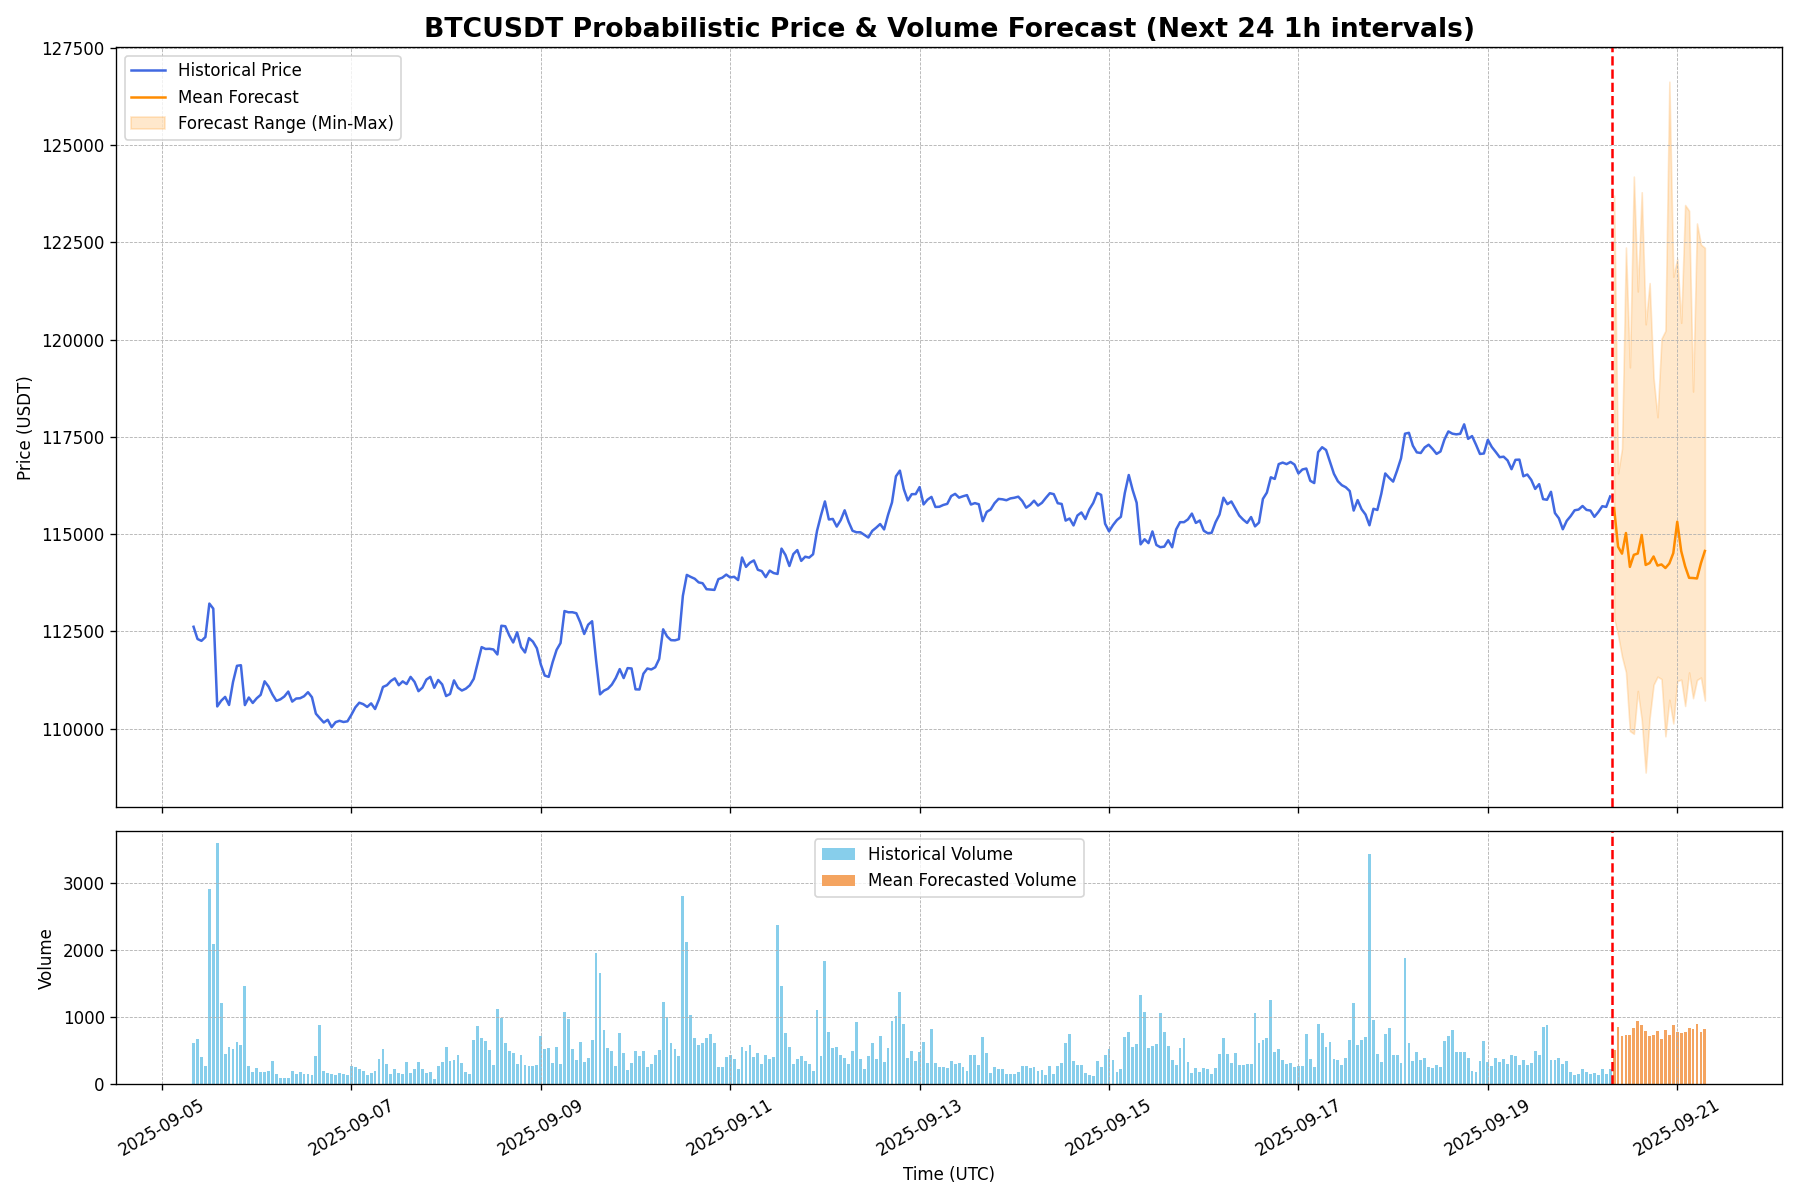 BTCUSDT Probabilistic Price & Volume Forecast (Next 24 1h intervals)
Historical Price
Mean Forecast
Forecast Range (Min-Max)
127500
125000
122500
120000
117500
115000
112500
110000
Price (USDT)
Historical Volume
Mean Forecasted Volume
3000
2000
1000
0
Volume
2025-09-05
2025-09-07
2025-09-09
2025-09-11
2025-09-13
2025-09-15
2025-09-17
2025-09-19
2025-09-21
Time (UTC)